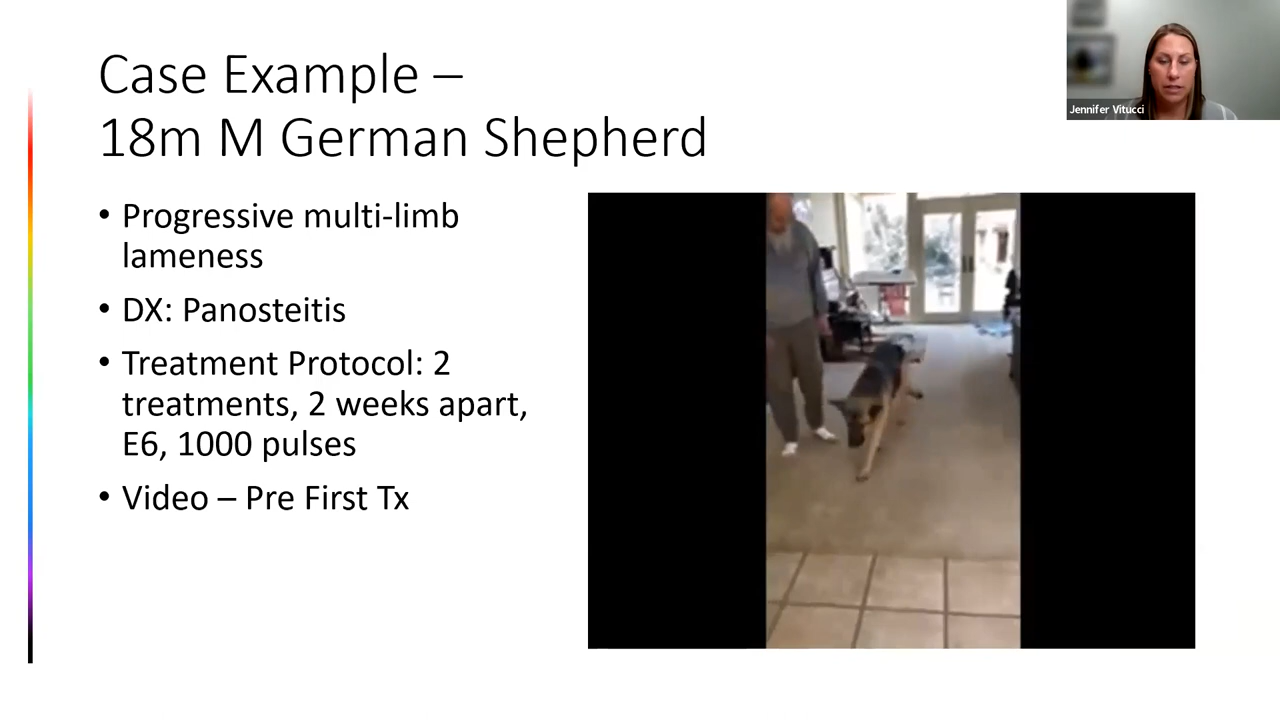 Case Example –
18m M German Shepherd
Jennifer Vitucci
• Progressive multi-limb
lameness
• DX: Panosteitis
• Treatment Protocol: 2
treatments, 2 weeks apart,
E6, 1000 pulses
• Video – Pre First Tx